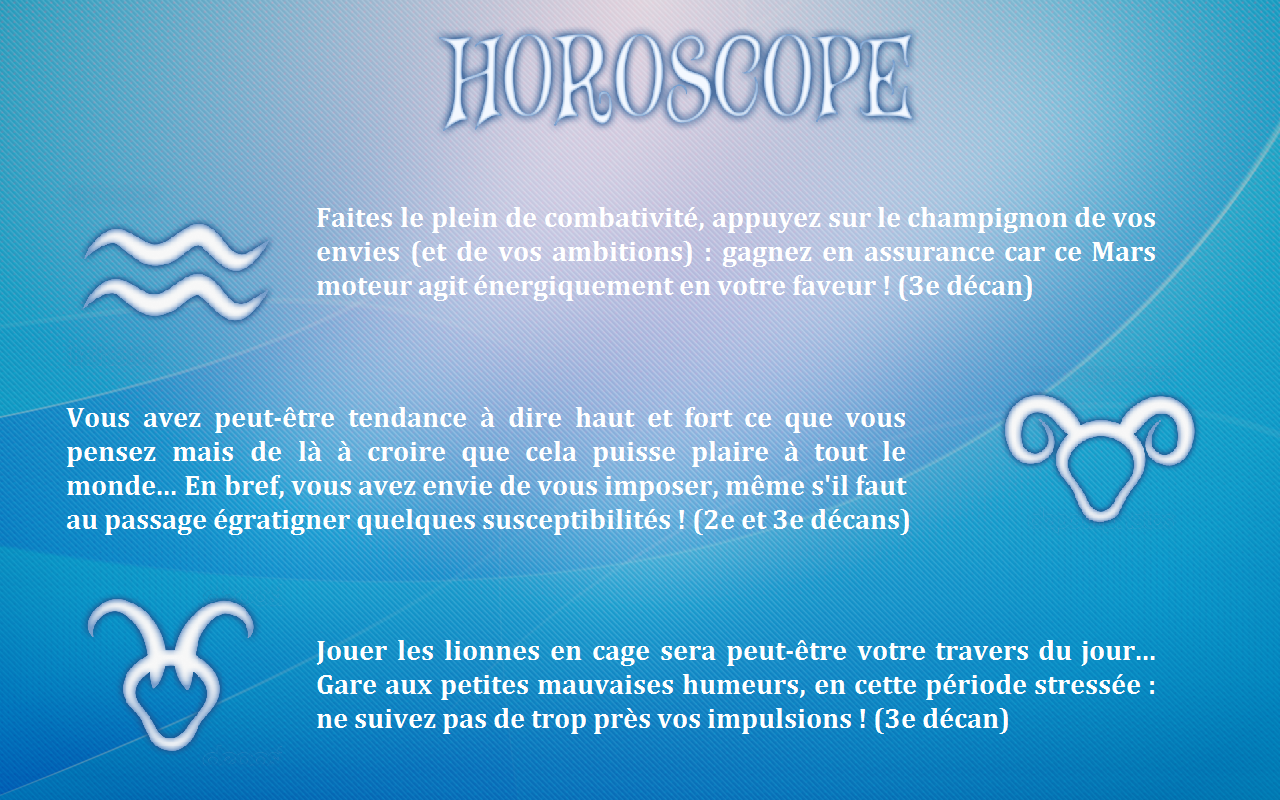 HOROSCOPE
Faites le plein de combativité, appuyez sur le champignon de vos
envies (et de vos ambitions) : gagnez en assurance car ce Mars
moteur agit énergiquement en votre faveur ! (3e décan)
Vous avez peut-être tendance à dire haut et fort ce que vous
pensez mais de là à croire que cela puisse plaire à tout le
monde... En bref, vous avez envie de vous imposer, même s'il faut
au passage égratigner quelques susceptibilités ! (2e et 3e décans)
Jouer les lionnes en cage sera peut-être votre travers du jour...
Gare aux petites mauvaises humeurs, en cette période stressée :
ne suivez pas de trop près vos impulsions ! (3e décan)